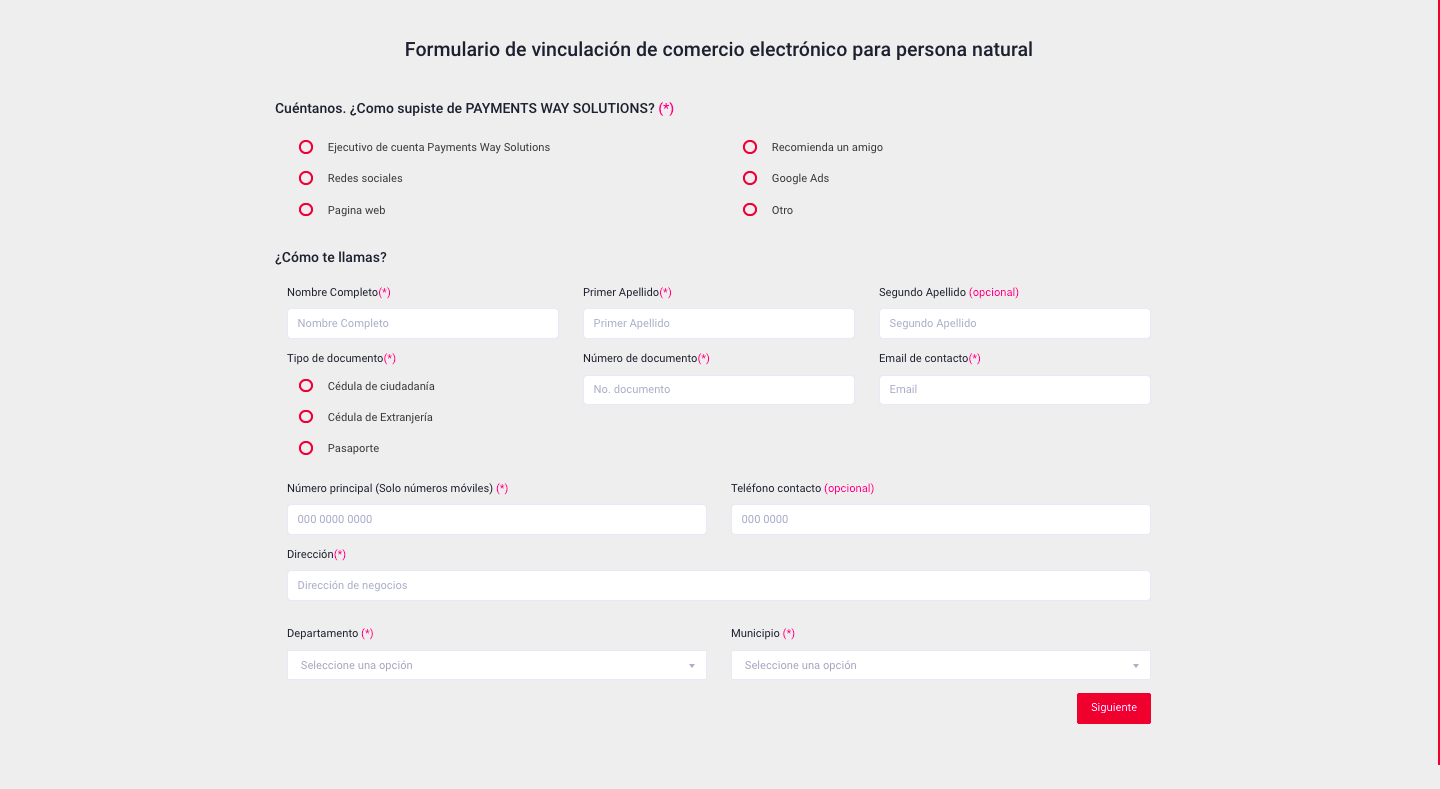 Formulario de vinculación de comercio electrónico para persona natural
Cuéntanos. ¿Como supiste de PAYMENTS WAY SOLUTIONS? (*)
Ejecutivo de cuenta Payments Way Solutions
Recomienda un amigo
Redes sociales
Google Ads
Pagina web
Otro
¿Cómo te llamas?
Nombre Completo(*)
Primer Apellido(*)
Segundo Apellido (opcional)
Nombre Completo
Primer Apellido
Segundo Apellido
Tipo de documento(*)
Número de documento(*)
Email de contacto(*)
Cédula de ciudadanía
No. documento
Email
Cédula de Extranjería
Pasaporte
Número principal (Solo números móviles) (*)
Teléfono contacto (opcional)
000 0000 0000
000 0000
Dirección(*)
Dirección de negocios
Departamento (*)
Municipio (*)
Seleccione una opción
Seleccione una opción
Siguiente